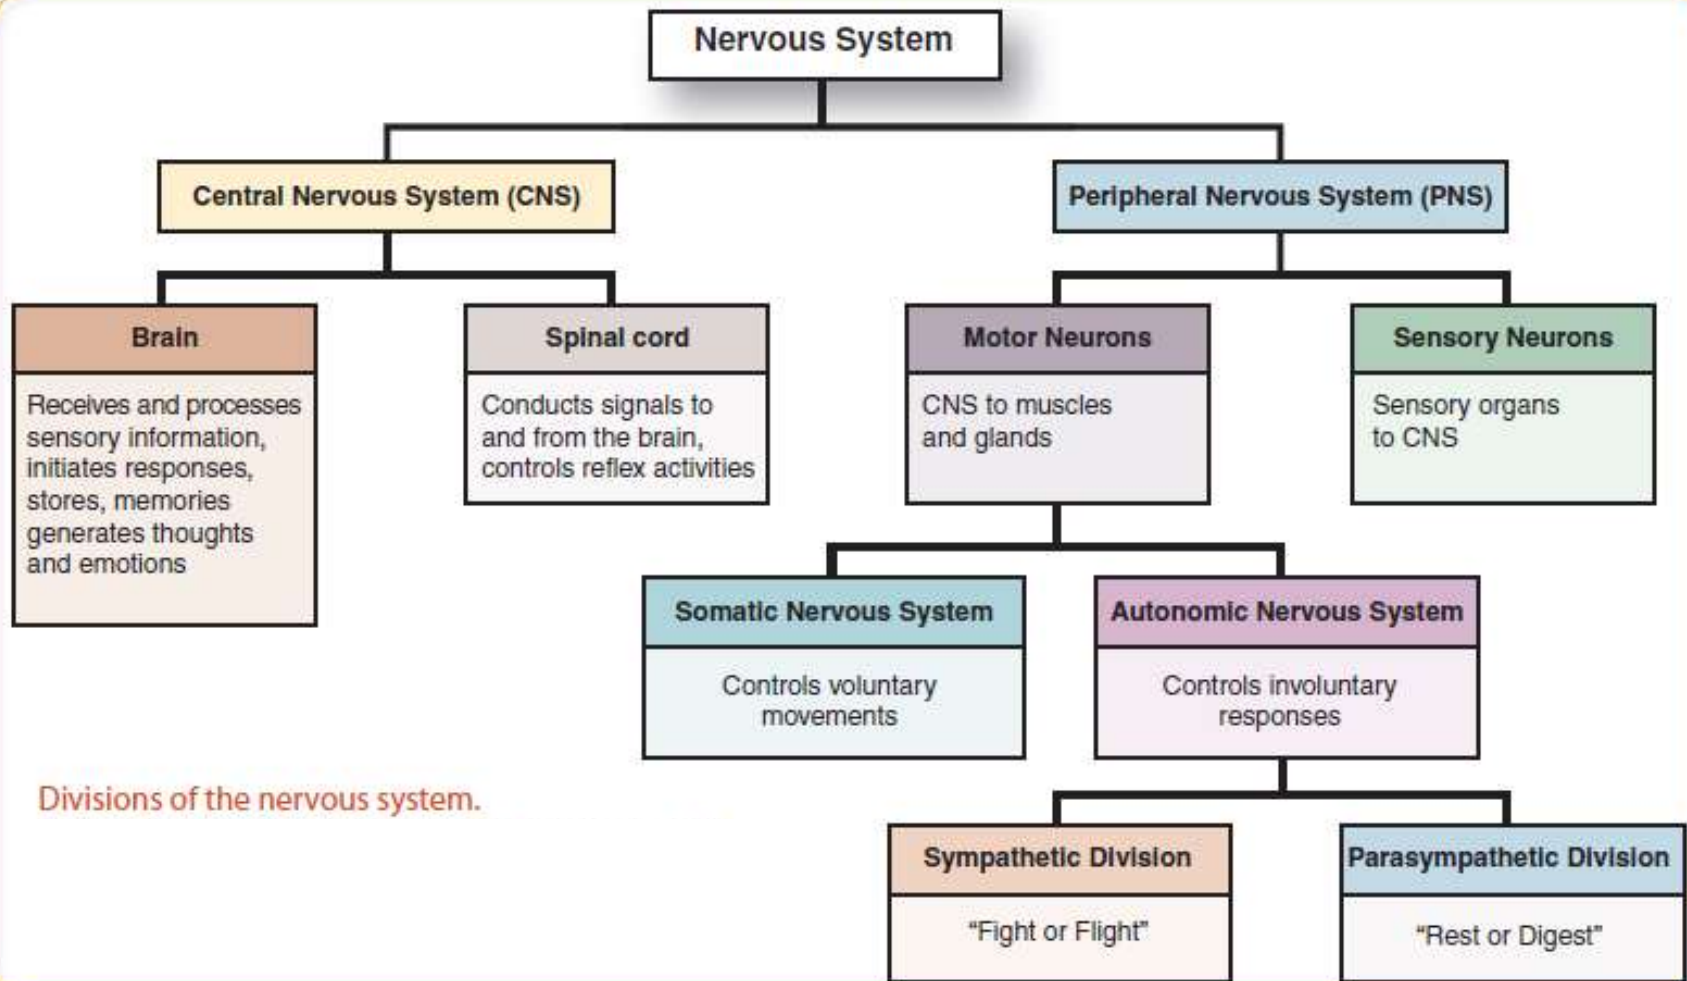 Nervous System
Central Nervous System (CNS)
Peripheral Nervous System (PNS)
Brain
Receives and processes
sensory information,
initiates responses,
stores, memories
generates thoughts
and emotions
Spinal cord
Conducts signals to
and from the brain,
controls reflex activities
Motor Neurons
CNS to muscles
and glands
Sensory Neurons
Sensory organs
to CNS
Somatic Nervous System
Controls voluntary
movements
Autonomic Nervous System
Controls involuntary
responses
Divisions of the nervous system.
Sympathetic Division
“Fight or Flight”
Parasympathetic Division
“Rest or Digest”